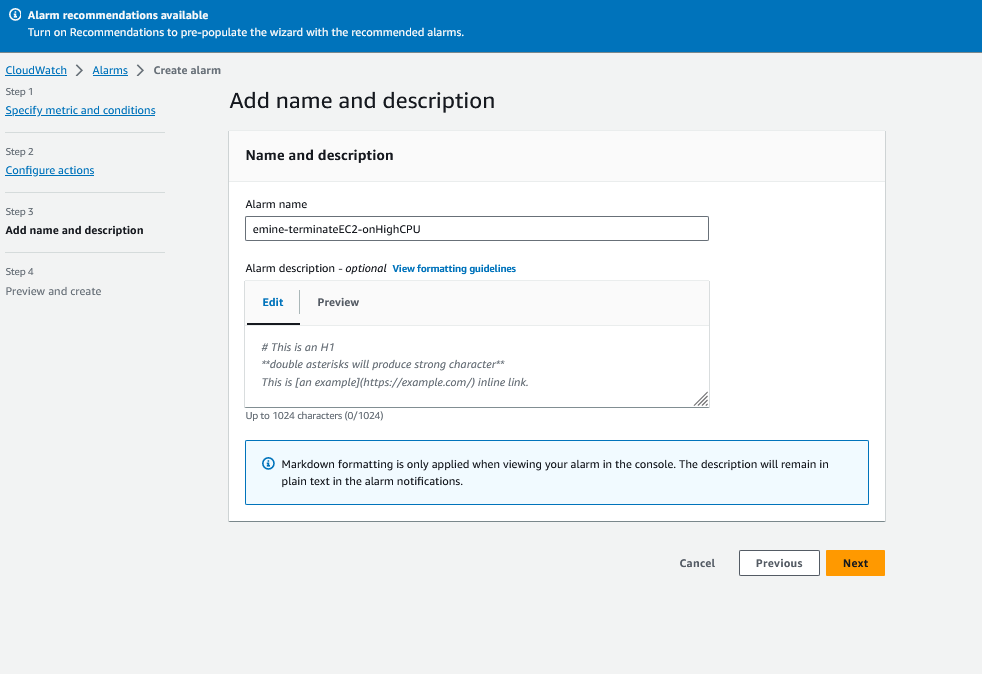 Alarm recommendations available
Turn on Recommendations to pre-populate the wizard with the recommended alarms.
CloudWatch > Alarms > Create alarm
Step 1
Specify metric and conditions
Step 2
Configure actions
Step 3
Add name and description
Step 4
Preview and create
Add name and description
Name and description
Alarm name
emine-terminateEC2-onHighCPU
Alarm description - optional View formatting guidelines
Edit Preview
# This is an H1
**double asterisks will produce strong character**
This is [an example](https://example.com/) inline link.
Up to 1024 characters (0/1024)
Markdown formatting is only applied when viewing your alarm in the console. The description will remain in
plain text in the alarm notifications.
Cancel Previous Next